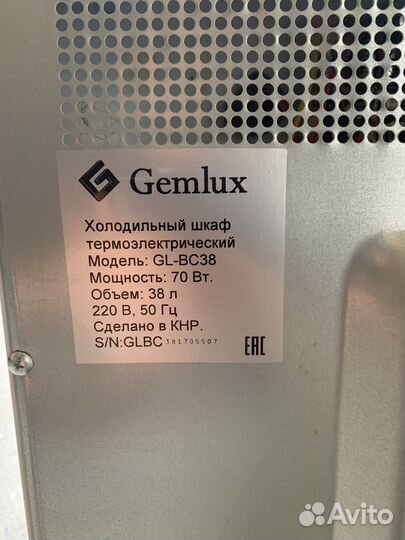 Gemlux
Холодильный шкаф
термоэлектрический
Модель: GL-BC38
Мощность: 70 Вт.
Объем: 38 л
220 В, 50 Гц
Сделано в КНР.
S/N:GLBC 381705507
EAC
Avito